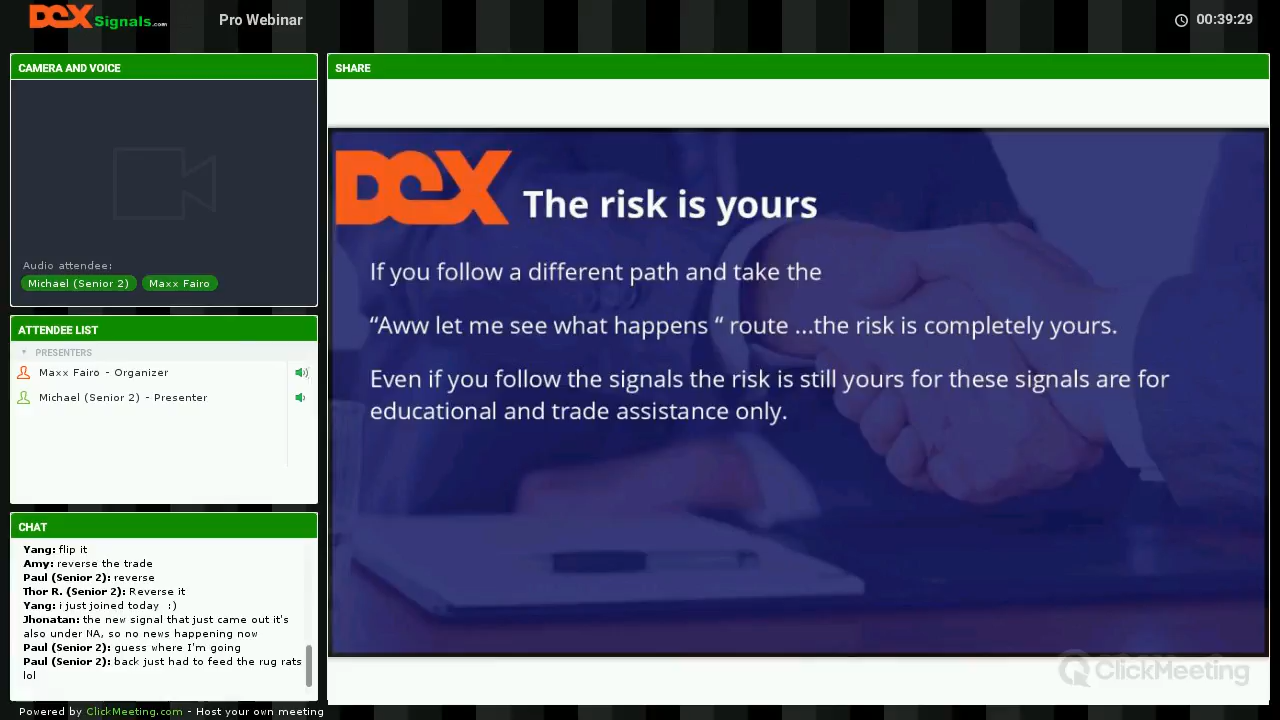 DCX Signals.com
Pro Webinar
00:39:29
CAMERA AND VOICE
Audio attendee:
Michael (Senior 2)
Maxx Fairo
ATTENDEE LIST
PRESENTERS
Maxx Fairo - Organizer
Michael (Senior 2) - Presenter
CHAT
Yang: flip it
Amy: reverse the trade
Paul (Senior 2): reverse
Thor R. (Senior 2): Reverse it
Yang: i just joined today :)
Jhonatan: the new signal that just came out it's
also under NA, so no news happening now
Paul (Senior 2): guess where I'm going
Paul (Senior 2): back just had to feed the rug rats
lol
Powered by ClickMeeting.com - Host your own meeting
SHARE
DCX
The risk is yours
If you follow a different path and take the
“Aww let me see what happens “ route ...the risk is completely yours.
Even if you follow the signals the risk is still yours for these signals are for
educational and trade assistance only.
ClickMeeting